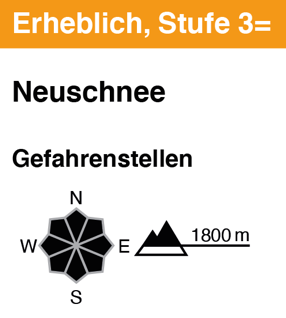 Erheblich, Stufe 3=
Neuschnee
Gefahrenstellen
N
W
E
1800 m
S